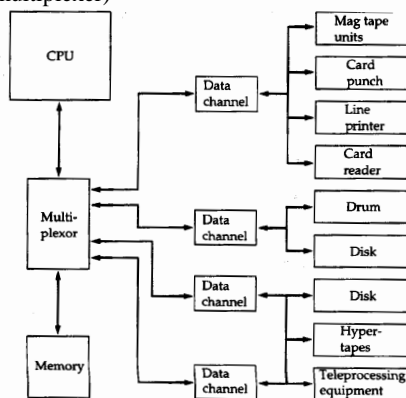 multiplexer)
CPU
Multi-
plexor
Memory
Data
channel
Data
channel
Data
channel
Data
channel
Mag tape
units
Card
punch
Line
printer
Card
reader
Drum
Disk
Disk
Hyper-
tapes
Teleprocessing
equipment